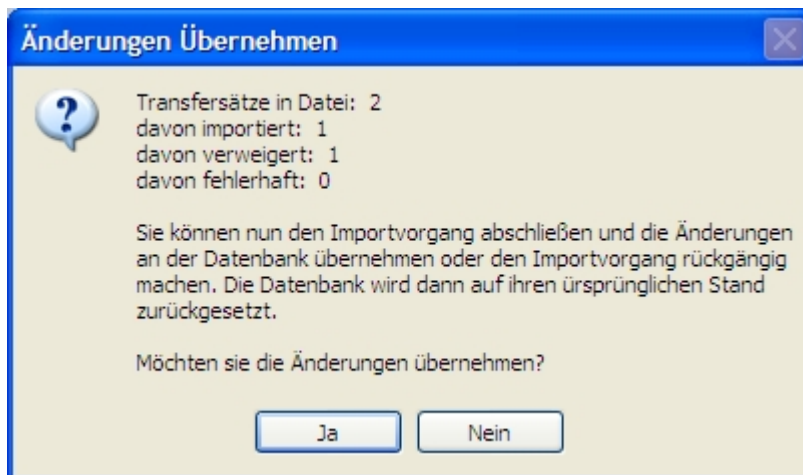 Änderungen Übernehmen
Transfersätze in Datei:  2
davon importiert:  1
davon verweigert:  1
davon fehlerhaft:  0
Sie können nun den Importvorgang abschließen und die Änderungen
an der Datenbank übernehmen oder den Importvorgang rückgängig
machen. Die Datenbank wird dann auf ihren ürsprünglichen Stand
zurückgesetzt.
Möchten sie die Änderungen übernehmen?
Ja
Nein